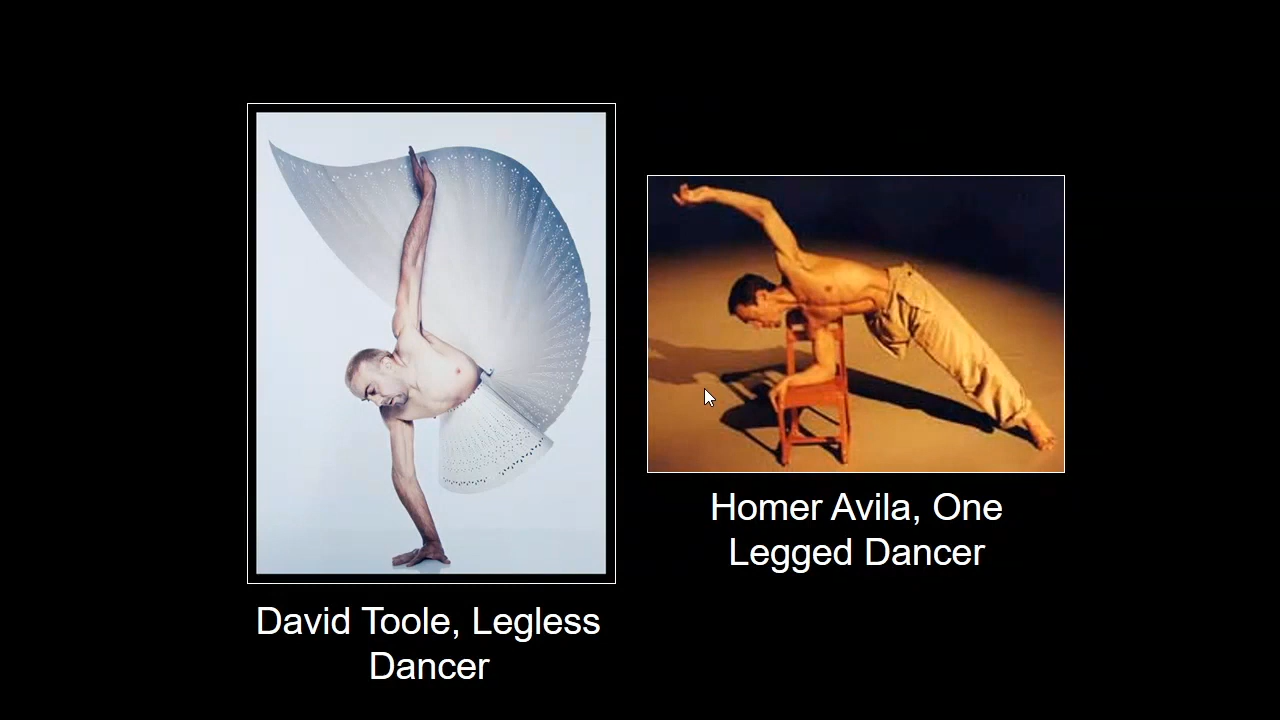 David Toole, Legless
Dancer
Homer Avila, One
Legged Dancer